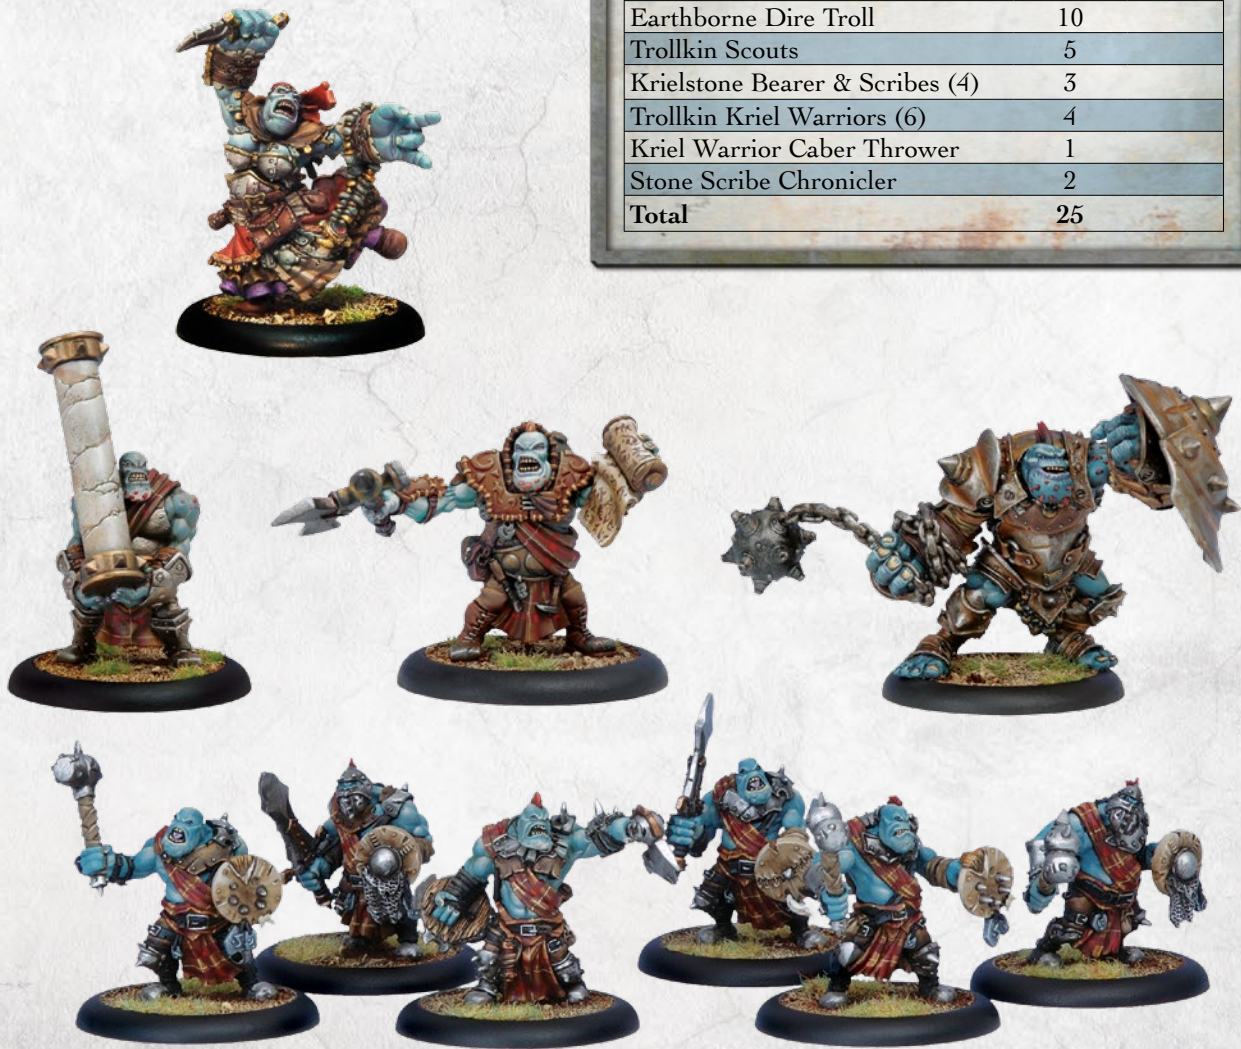 Earthborne Dire Troll 10
Trollkin Scouts 5
Krielstone Bearer & Scribes (4) 3
Trollkin Kriel Warriors (6) 4
Kriel Warrior Caber Thrower 1
Stone Scribe Chronicler 2
Total 25